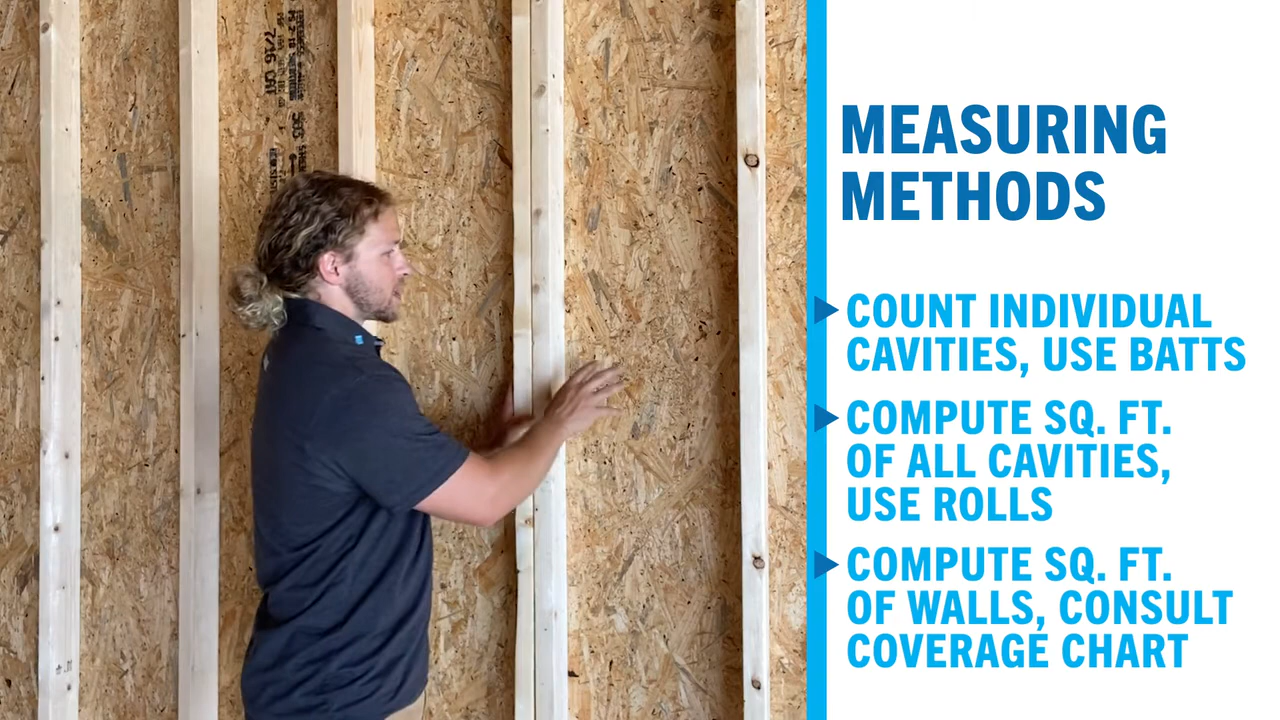 MEASURING
METHODS
COUNT INDIVIDUAL
CAVITIES, USE BATTS
COMPUTE SQ. FT.
OF ALL CAVITIES,
USE ROLLS
COMPUTE SQ. FT.
OF WALLS, CONSULT
COVERAGE CHART
7/16 CAT